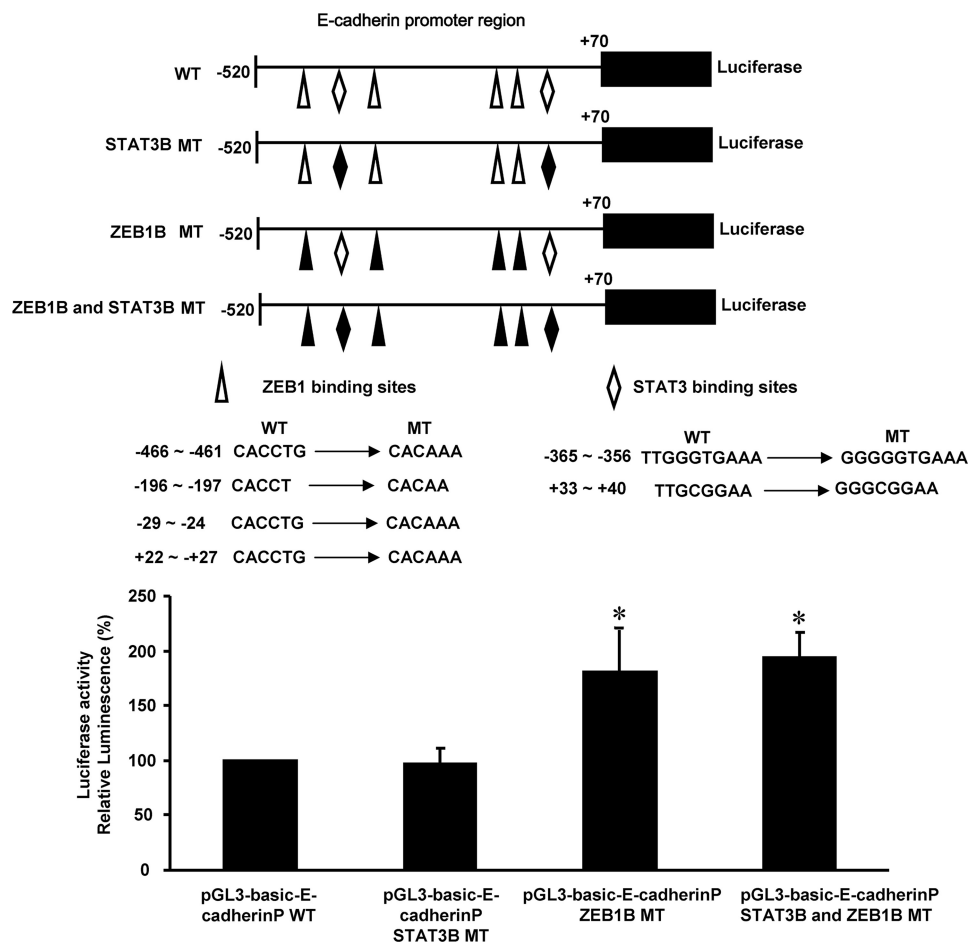 E-cadherin promoter region
WT -520 +70 Luciferase
STAT3B MT -520 +70 Luciferase
ZEB1B MT -520 +70 Luciferase
ZEB1B and STAT3B MT -520 +70 Luciferase
ZEB1 binding sites
WT MT
-466 ~ -461 CACCTG CACAAA
-196 ~ -197 CACCT CACAA
-29 ~ -24 CACCTG CACAAA
+22 ~ -+27 CACCTG CACAAA
STAT3 binding sites
WT MT
-365 ~ -356 TTGGGTGAAA GGGGGTGAAA
+33 ~ +40 TTGCGGAA GGGCGGAA
Luciferase activity
Relative Luminescence (%)
250
200
150
100
50
0
* *
pGL3-basic-E-
cadherinP WT
pGL3-basic-E-
cadherinP
STAT3B MT
pGL3-basic-E-cadherinP
ZEB1B MT
pGL3-basic-E-cadherinP
STAT3B and ZEB1B MT